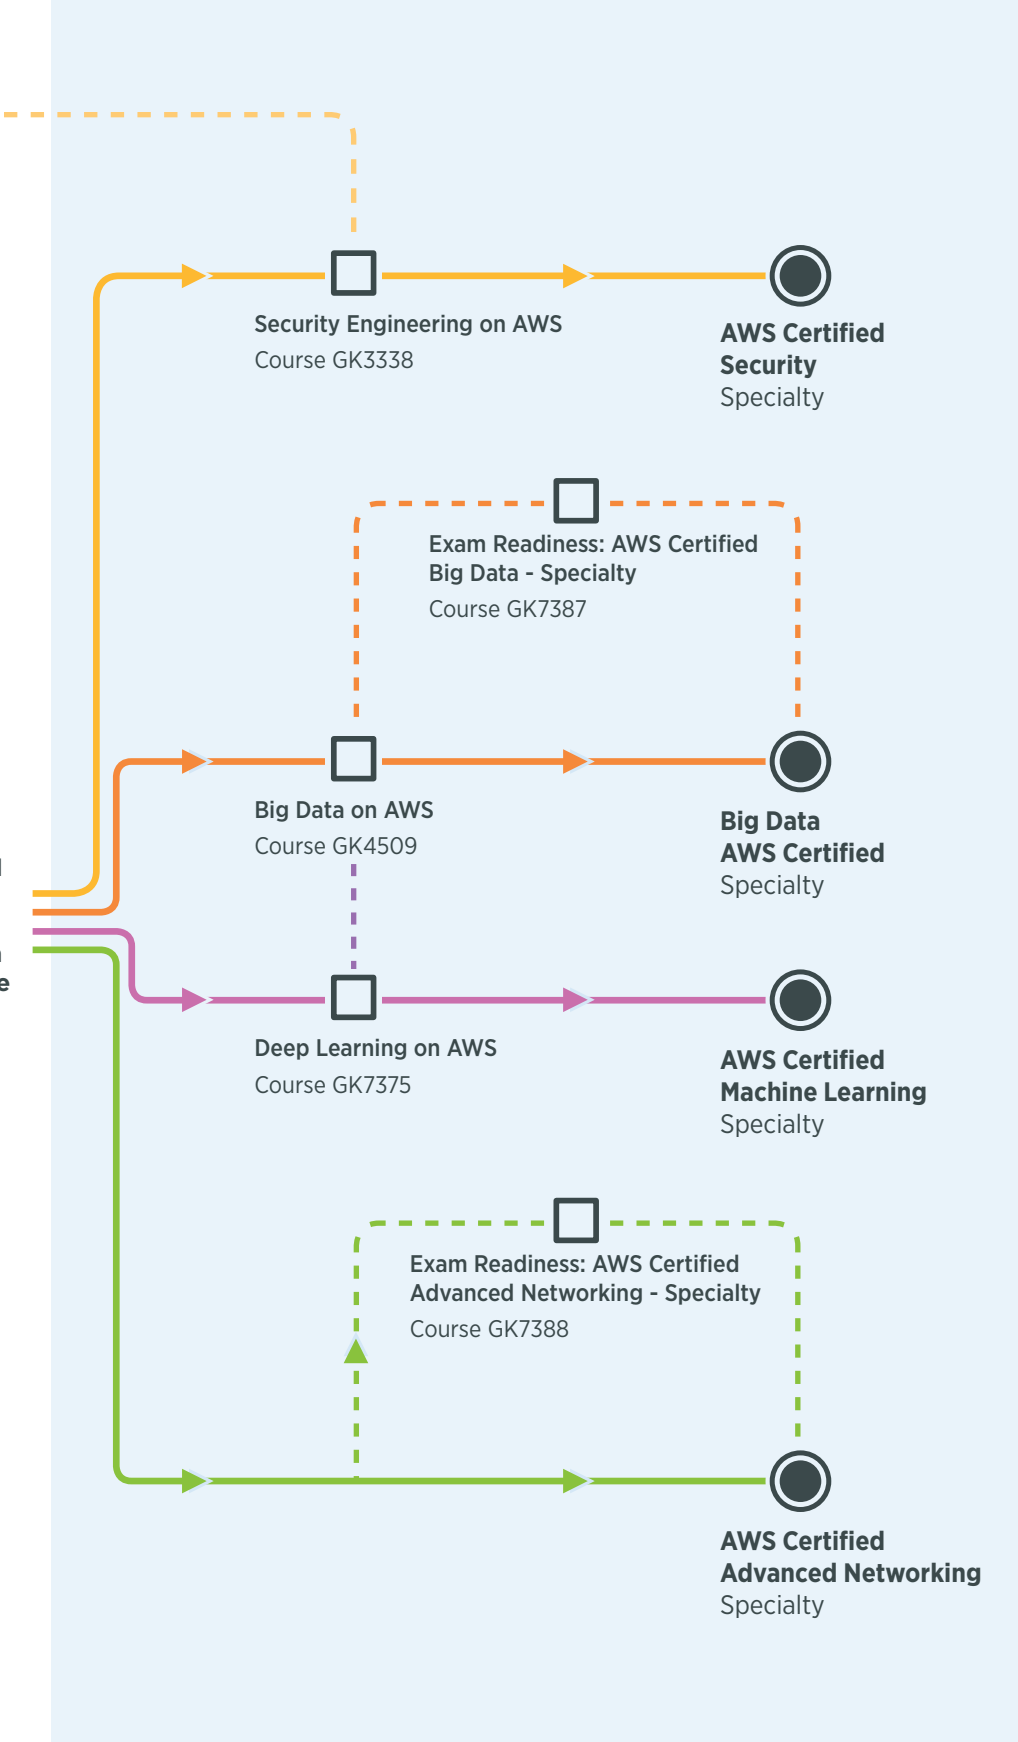 Security Engineering on AWS
Course GK3338
AWS Certified
Security
Specialty
Exam Readiness: AWS Certified
Big Data - Specialty
Course GK7387
Big Data on AWS
Course GK4509
Big Data
AWS Certified
Specialty
Deep Learning on AWS
Course GK7375
AWS Certified
Machine Learning
Specialty
Exam Readiness: AWS Certified
Advanced Networking - Specialty
Course GK7388
AWS Certified
Advanced Networking
Specialty